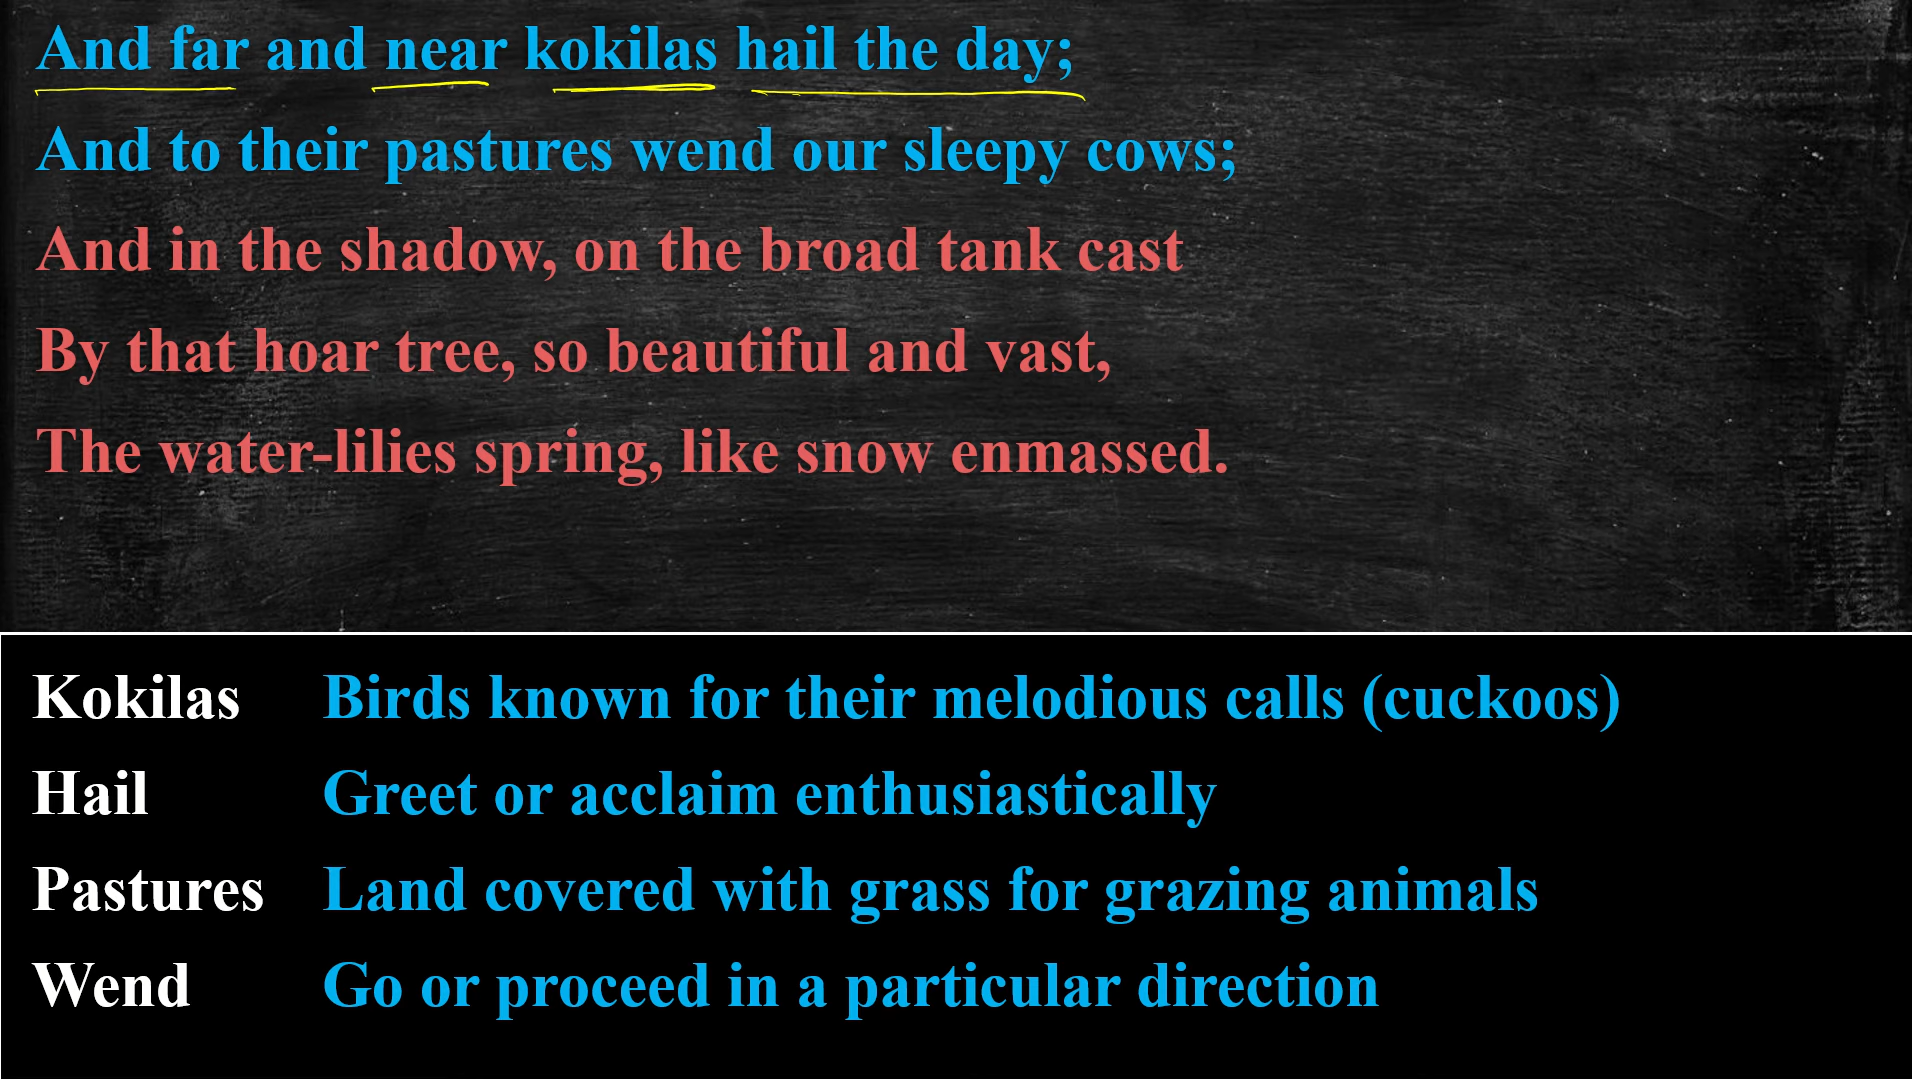 And far and near kokilas hail the day;
And to their pastures wend our sleepy cows;
And in the shadow, on the broad tank cast
By that hoar tree, so beautiful and vast,
The water-lilies spring, like snow enmassed.
Kokilas Birds known for their melodious calls (cuckoos)
Hail Greet or acclaim enthusiastically
Pastures Land covered with grass for grazing animals
Wend Go or proceed in a particular direction